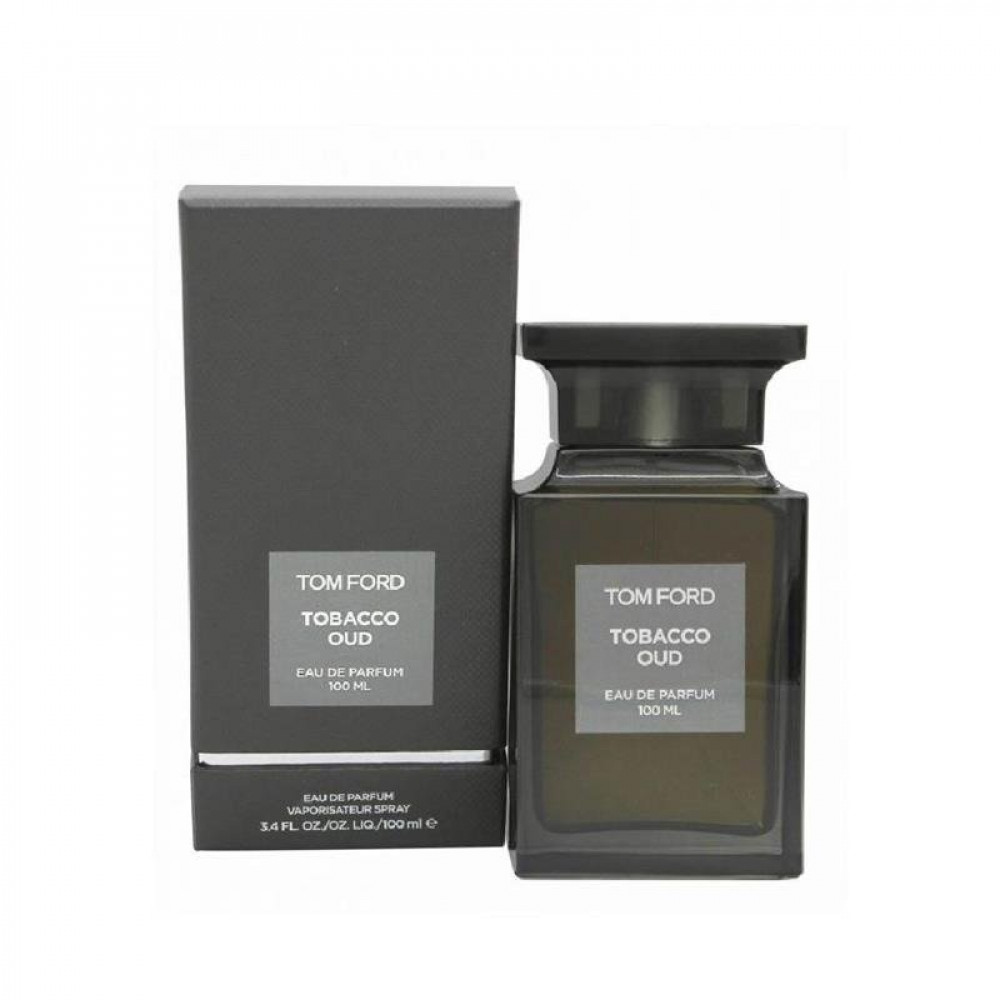 TOM FORD
TOBACCO
OUD
EAU DE PARFUM
100 ML
EAU DE PARFUM
VAPORISATEUR SPRAY
3.4 FL. OZ./OZ. LIQ./100 ml ℮
TOM FORD
TOBACCO
OUD
EAU DE PARFUM
100 ML